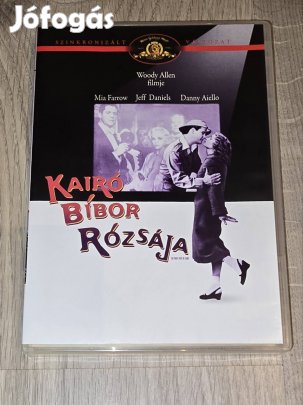 Jófogás
SZINKRONIZÁLT VÁLTOZAT
Woody Allen
filmje
Mia Farrow Jeff Daniels Danny Aiello
KAIRÓ
BÍBOR
RÓZSÁJA